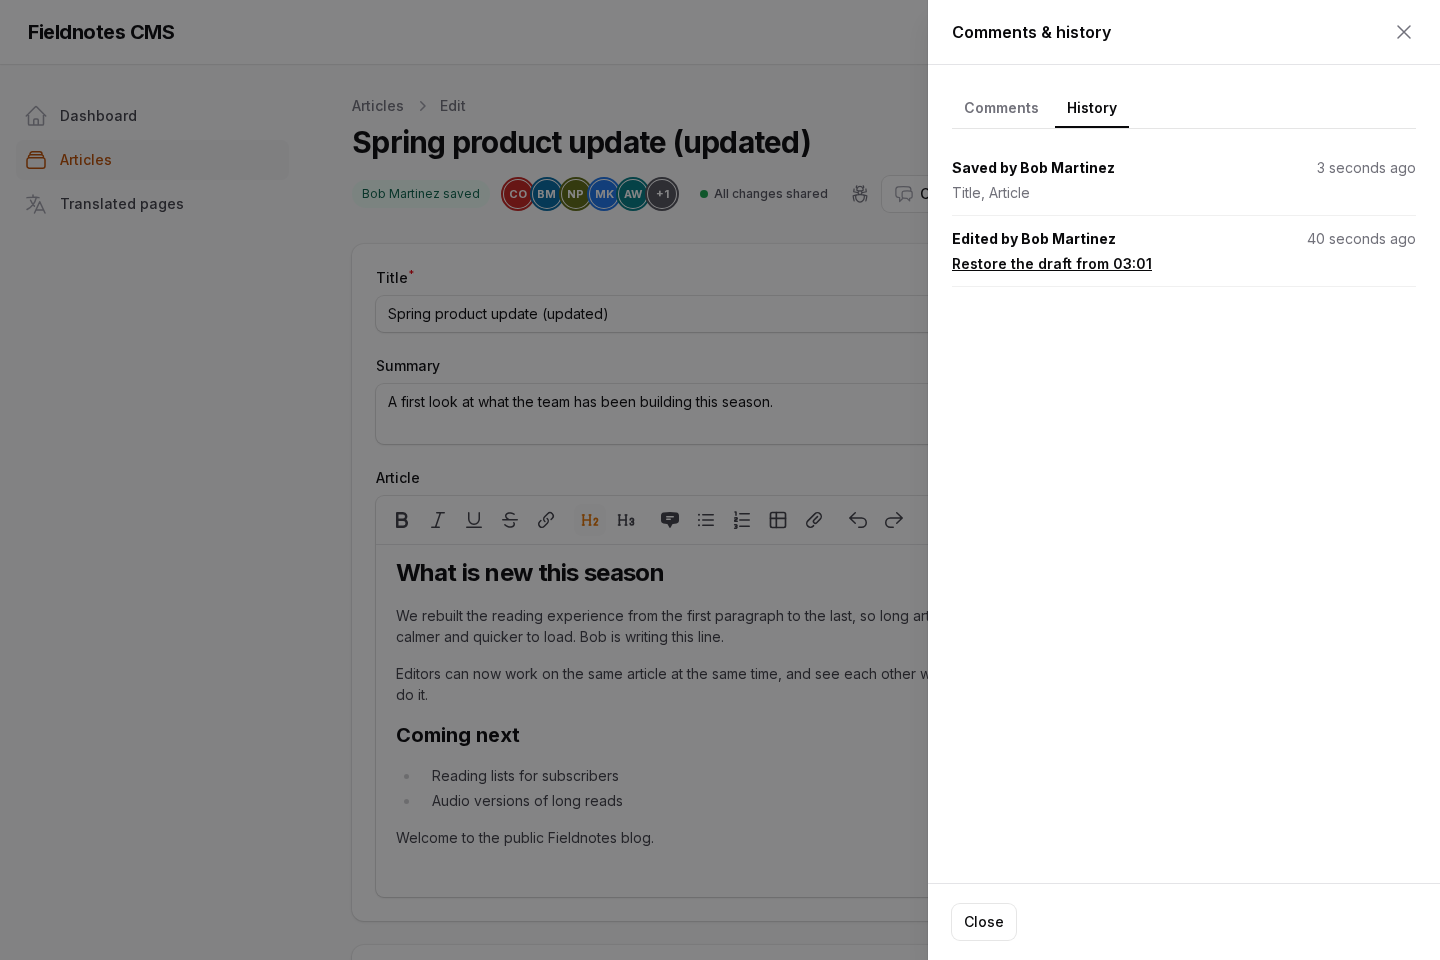 Fieldnotes CMS
Dashboard
Articles
Translated pages
Articles
Edit
Spring product update (updated)
Bob Martinez saved
CO
BM
NP
MK
AW
+1
All changes shared
Title*
Spring product update (updated)
Summary
A first look at what the team has been building this season.
Article
H2
H3
What is new this season
We rebuilt the reading experience from the first paragraph to the last, so long
calmer and quicker to load. Bob is writing this line.
Editors can now work on the same article at the same time, and see each other
do it.
Coming next
Reading lists for subscribers
Audio versions of long reads
Welcome to the public Fieldnotes blog.
Comments & history
Comments
History
Saved by Bob Martinez
3 seconds ago
Title, Article
Edited by Bob Martinez
40 seconds ago
Restore the draft from 03:01
Close